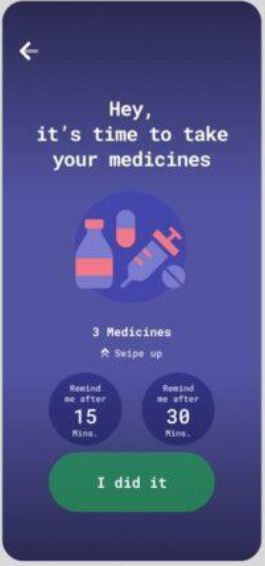 Hey,
it's time to take
your medicines
3 Medicines
Swipe up
Remind
me after
15
Mins.
Remind
me after
30
Mins.
I did it